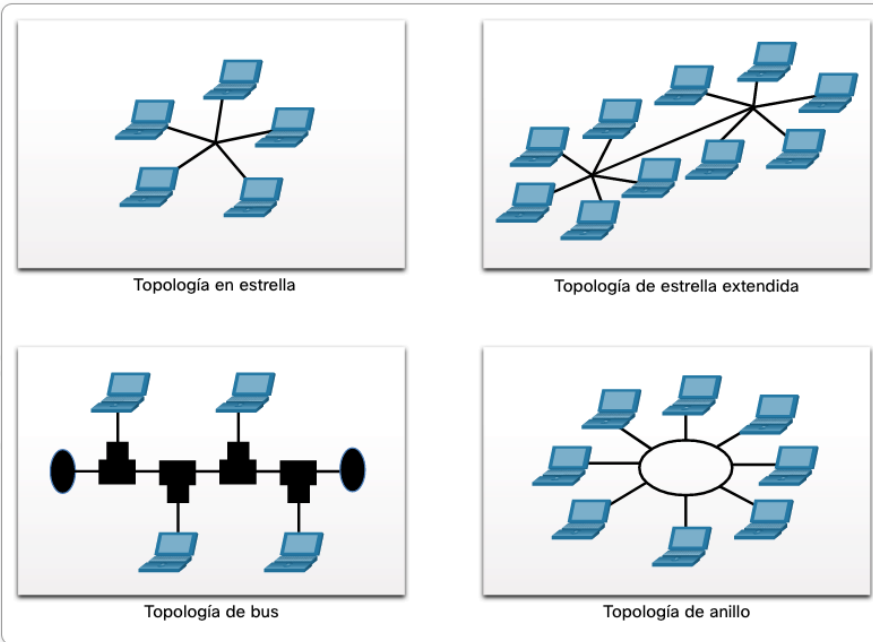 Topología en estrella
Topología de estrella extendida
Topología de bus
Topología de anillo